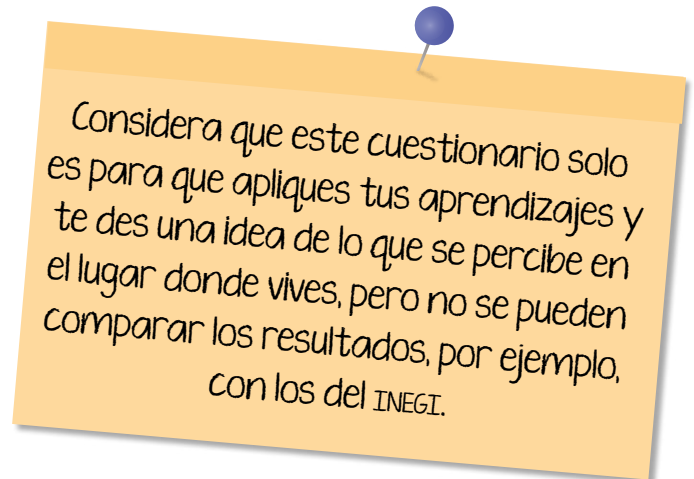 Considera que este cuestionario solo
es para que apliques tus aprendizajes y
te des una idea de lo que se percibe en
el lugar donde vives, pero no se pueden
comparar los resultados, por ejemplo,
con los del INEGI.